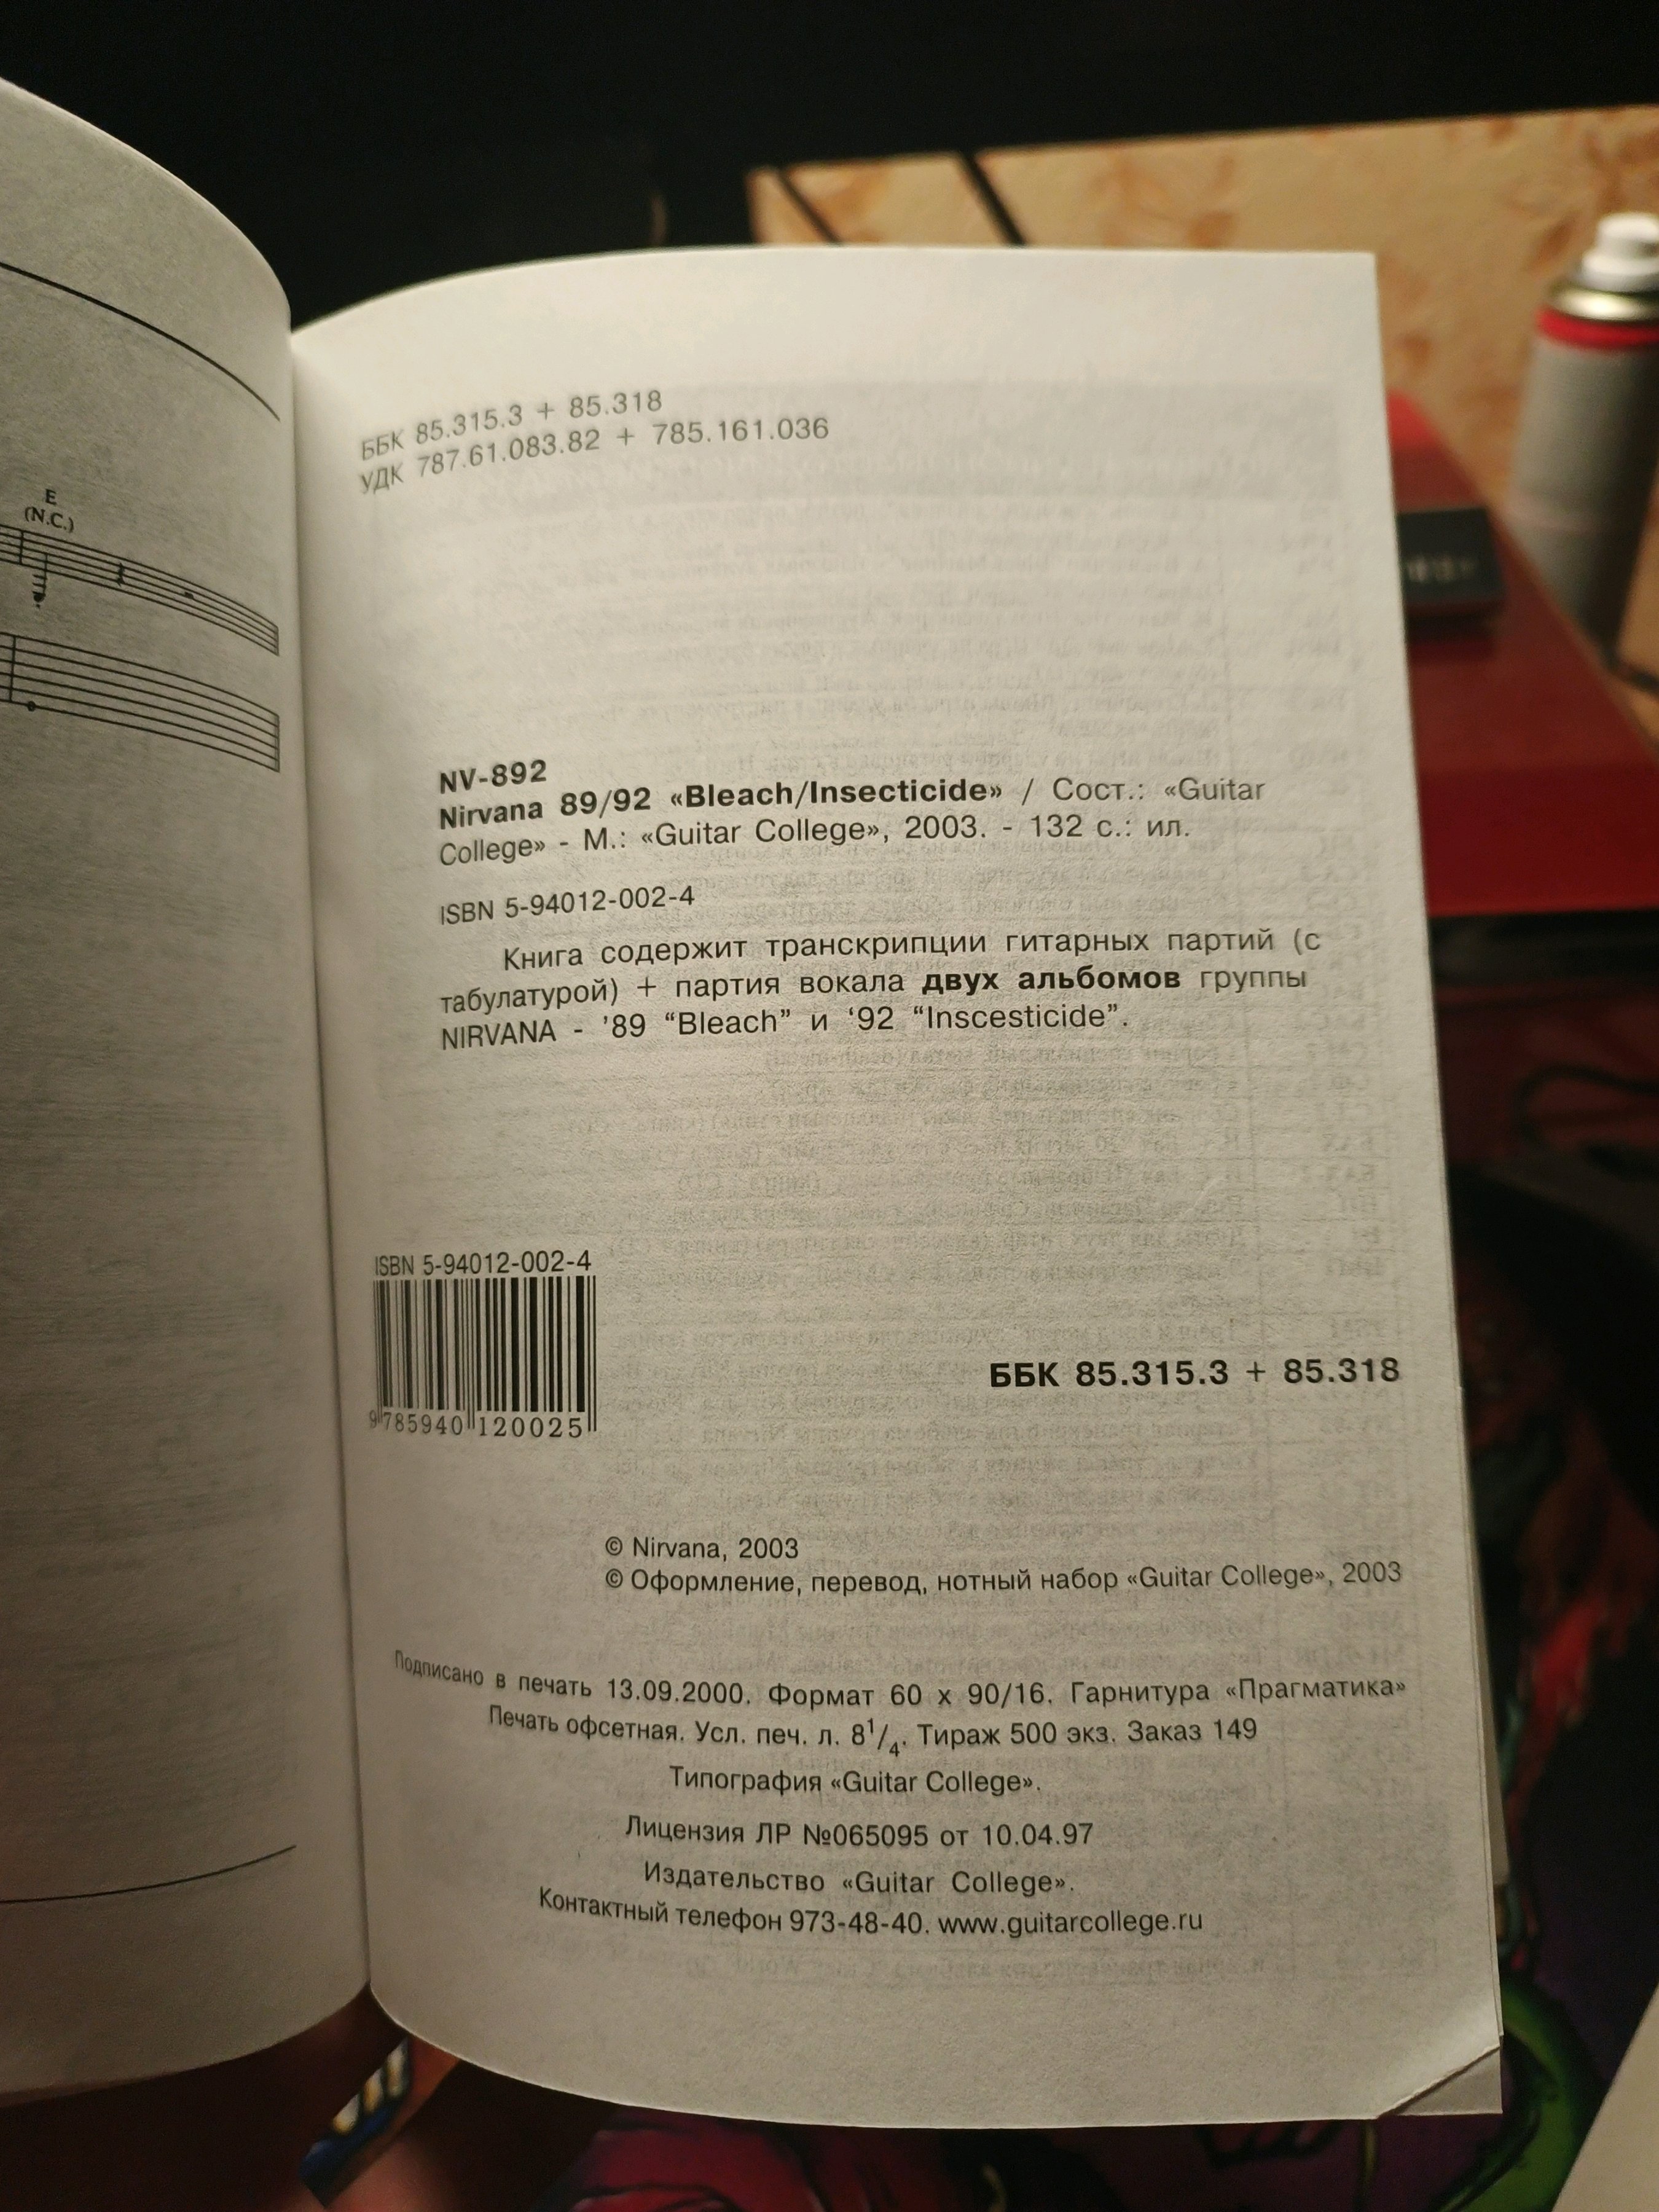 E
(N.C.)
ББК 85.315.3 + 85.318
УДК 787.61.083.82 + 785.161.036
NV-892
Nirvana 89/92 «Bleach/Insecticide» / Сост.: «Guitar
College» - М.: «Guitar College», 2003. - 132 с.: ил.
ISBN 5-94012-002-4
Книга содержит транскрипции гитарных партий (с
табулатурой) + партия вокала двух альбомов группы
NIRVANA - '89 “Bleach” и ‘92 “Inscesticide”.
ISBN 5-94012-002-4
9 785940 120025
ББК 85.315.3 + 85.318
© Nirvana, 2003
© Оформление, перевод, нотный набор «Guitar College», 2003
Подписано в печать 13.09.2000. Формат 60 х 90/16. Гарнитура «Прагматика»
Печать офсетная. Усл. печ. л. 8¹/₄. Тираж 500 экз. Заказ 149
Типография «Guitar College».
Лицензия ЛР №065095 от 10.04.97
Издательство «Guitar College».
Контактный телефон 973-48-40. www.guitarcollege.ru